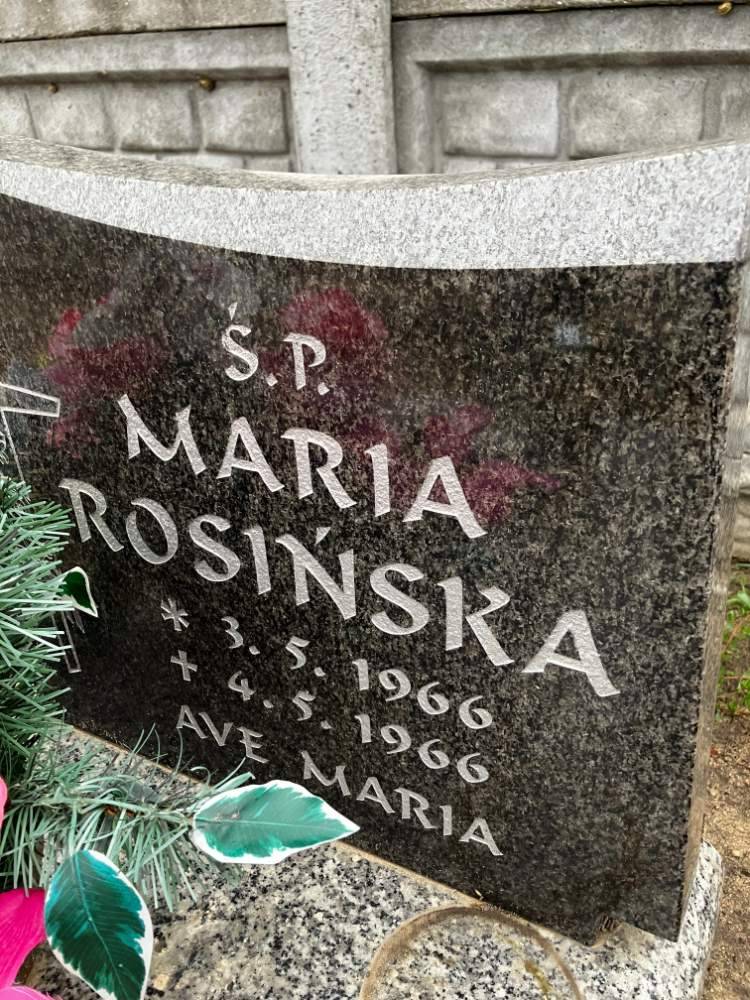 Ś.P.
MARIA
ROSIŃSKA
* 3. 5. 1966
+ 4. 5. 1966
AVE MARIA